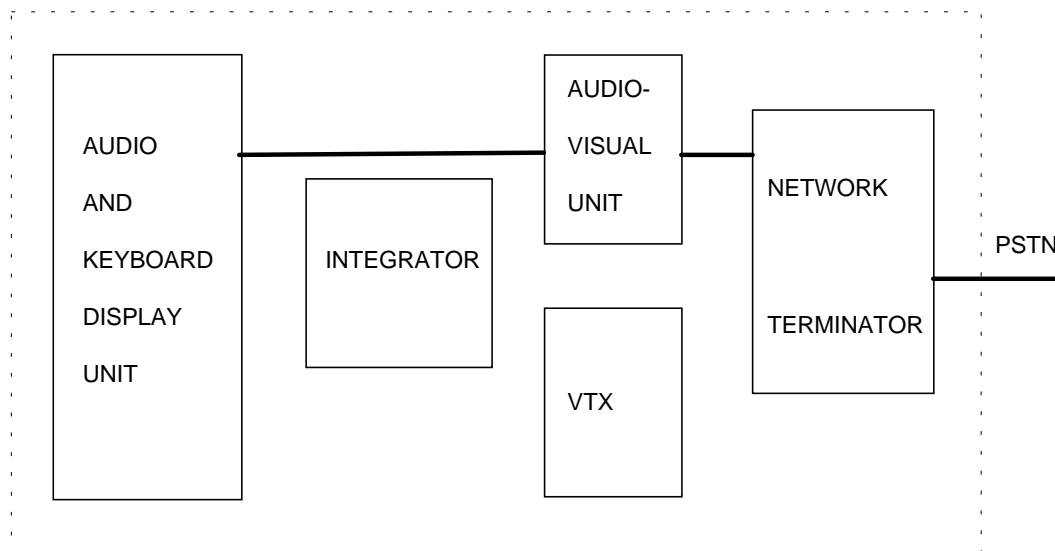 AUDIO
AND
KEYBOARD
DISPLAY
UNIT
INTEGRATOR
AUDIO-
VISUAL
UNIT
VTX
NETWORK
TERMINATOR
PSTN